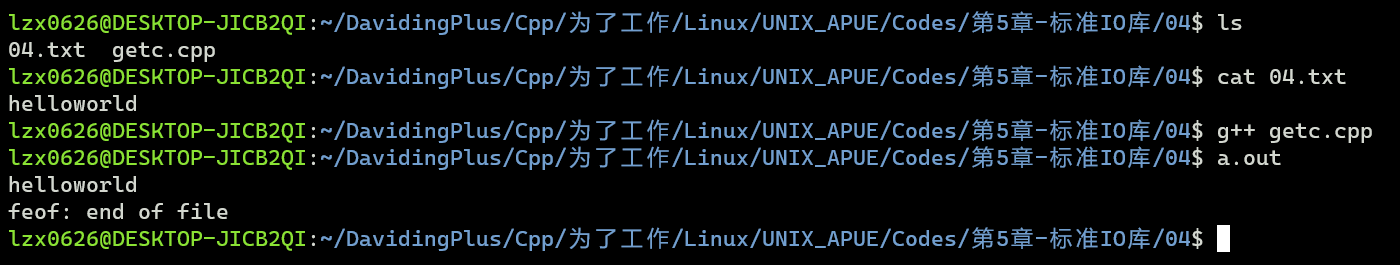 lzx0626@DESKTOP-JICB2QI:~/DavidingPlus/Cpp/为了工作/Linux/UNIX_APUE/Codes/第5章-标准IO库/04$ ls
04.txt  getc.cpp
lzx0626@DESKTOP-JICB2QI:~/DavidingPlus/Cpp/为了工作/Linux/UNIX_APUE/Codes/第5章-标准IO库/04$ cat 04.txt
helloworld
lzx0626@DESKTOP-JICB2QI:~/DavidingPlus/Cpp/为了工作/Linux/UNIX_APUE/Codes/第5章-标准IO库/04$ g++ getc.cpp
lzx0626@DESKTOP-JICB2QI:~/DavidingPlus/Cpp/为了工作/Linux/UNIX_APUE/Codes/第5章-标准IO库/04$ a.out
helloworld
feof: end of file
lzx0626@DESKTOP-JICB2QI:~/DavidingPlus/Cpp/为了工作/Linux/UNIX_APUE/Codes/第5章-标准IO库/04$